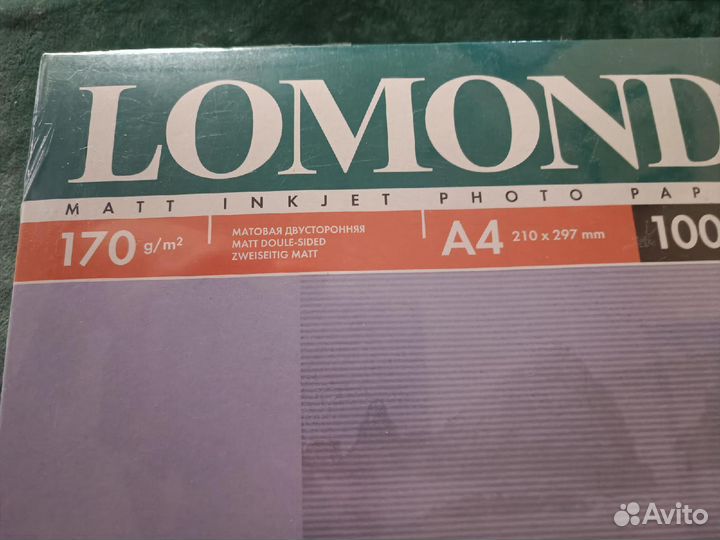 LOMOND
MATT INKJET PHOTO PAP
170 g/m²
МАТОВАЯ ДВУСТОРОННЯЯ
MATT DOULE-SIDED
ZWEISEITIG MATT
A4 210 x 297 mm
100
Avito